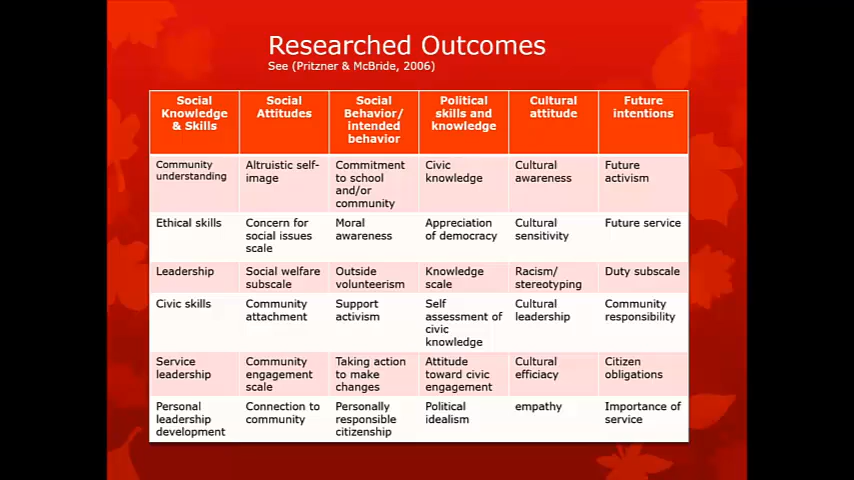 Researched Outcomes
See (Pritzner & McBride, 2006)
Social Knowledge & Skills
Social Attitudes
Social Behavior/ intended behavior
Political skills and knowledge
Cultural attitude
Future intentions
Community understanding
Altruistic self-image
Commitment to school and/or community
Civic knowledge
Cultural awareness
Future activism
Ethical skills
Concern for social issues scale
Moral awareness
Appreciation of democracy
Cultural sensitivity
Future service
Leadership
Social welfare subscale
Outside volunteerism
Knowledge scale
Racism/ stereotyping
Duty subscale
Civic skills
Community attachment
Support activism
Self assessment of civic knowledge
Cultural leadership
Community responsibility
Service leadership
Community engagement scale
Taking action to make changes
Attitude toward civic engagement
Cultural efficiacy
Citizen obligations
Personal leadership development
Connection to community
Personally responsible citizenship
Political idealism
empathy
Importance of service